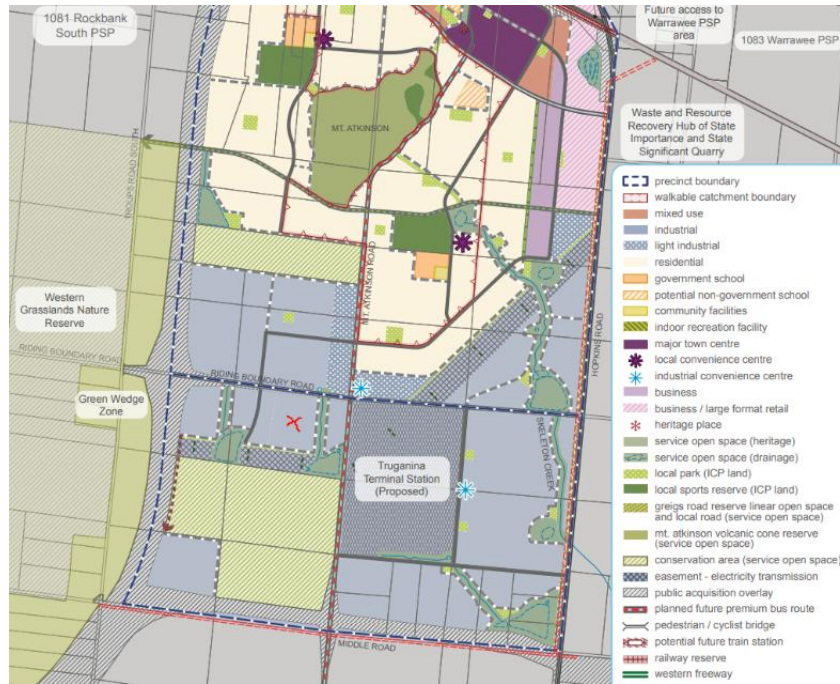 1081 Rockbank
South PSP
Future access to
Warrawee PSP
area
1083 Warrawee PSP
MT. ATKINSON
Waste and Resource
Recovery Hub of State
Importance and State
Significant Quarry
TROUPS ROAD SOUTH
MT. ATKINSON ROAD
HOPKINS ROAD
Western
Grasslands Nature
Reserve
RIDING BOUNDARY ROAD
Green Wedge
Zone
RIDING BOUNDARY ROAD
SKELETON CREEK
Truganina
Terminal Station
(Proposed)
MIDDLE ROAD
precinct boundary
walkable catchment boundary
mixed use
industrial
light industrial
residential
government school
potential non-government school
community facilities
indoor recreation facility
major town centre
local convenience centre
industrial convenience centre
business
business / large format retail
heritage place
service open space (heritage)
service open space (drainage)
local park (ICP land)
local sports reserve (ICP land)
greigs road reserve linear open space
and local road (service open space)
mt. atkinson volcanic cone reserve
(service open space)
conservation area (service open space)
easement - electricity transmission
public acquisition overlay
planned future premium bus route
pedestrian / cyclist bridge
potential future train station
railway reserve
western freeway